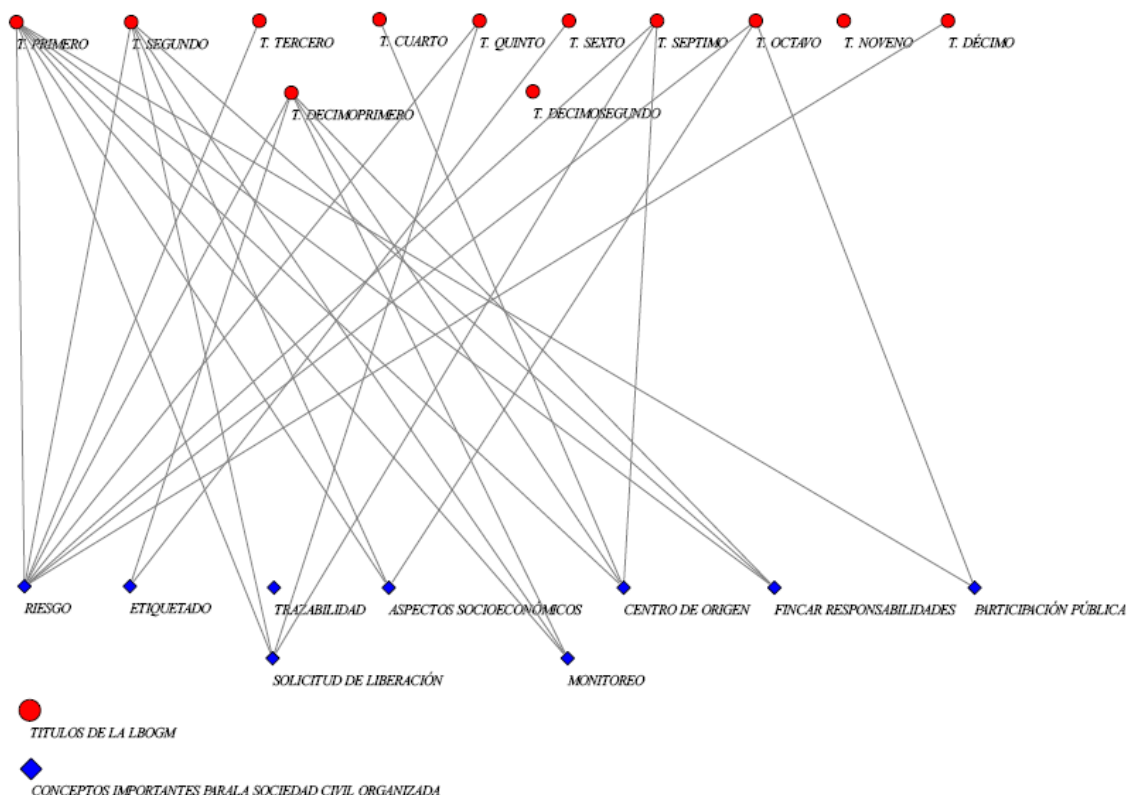 T. PRIMERO
T. SEGUNDO
T. TERCERO
T. CUARTO
T. QUINTO
T. SEXTO
T. SEPTIMO
T. OCTAVO
T. NOVENO
T. DÉCIMO
T. DECIMOPRIMERO
T. DECIMOSEGUNDO
RIESGO
ETIQUETADO
TRAZABILIDAD
ASPECTOS SOCIOECONÓMICOS
CENTRO DE ORIGEN
FINCAR RESPONSABILIDADES
PARTICIPACIÓN PÚBLICA
SOLICITUD DE LIBERACIÓN
MONITOREO
TITULOS DE LA LBOGM
CONCEPTOS IMPORTANTES PARALA SOCIEDAD CIVIL ORGANIZADA